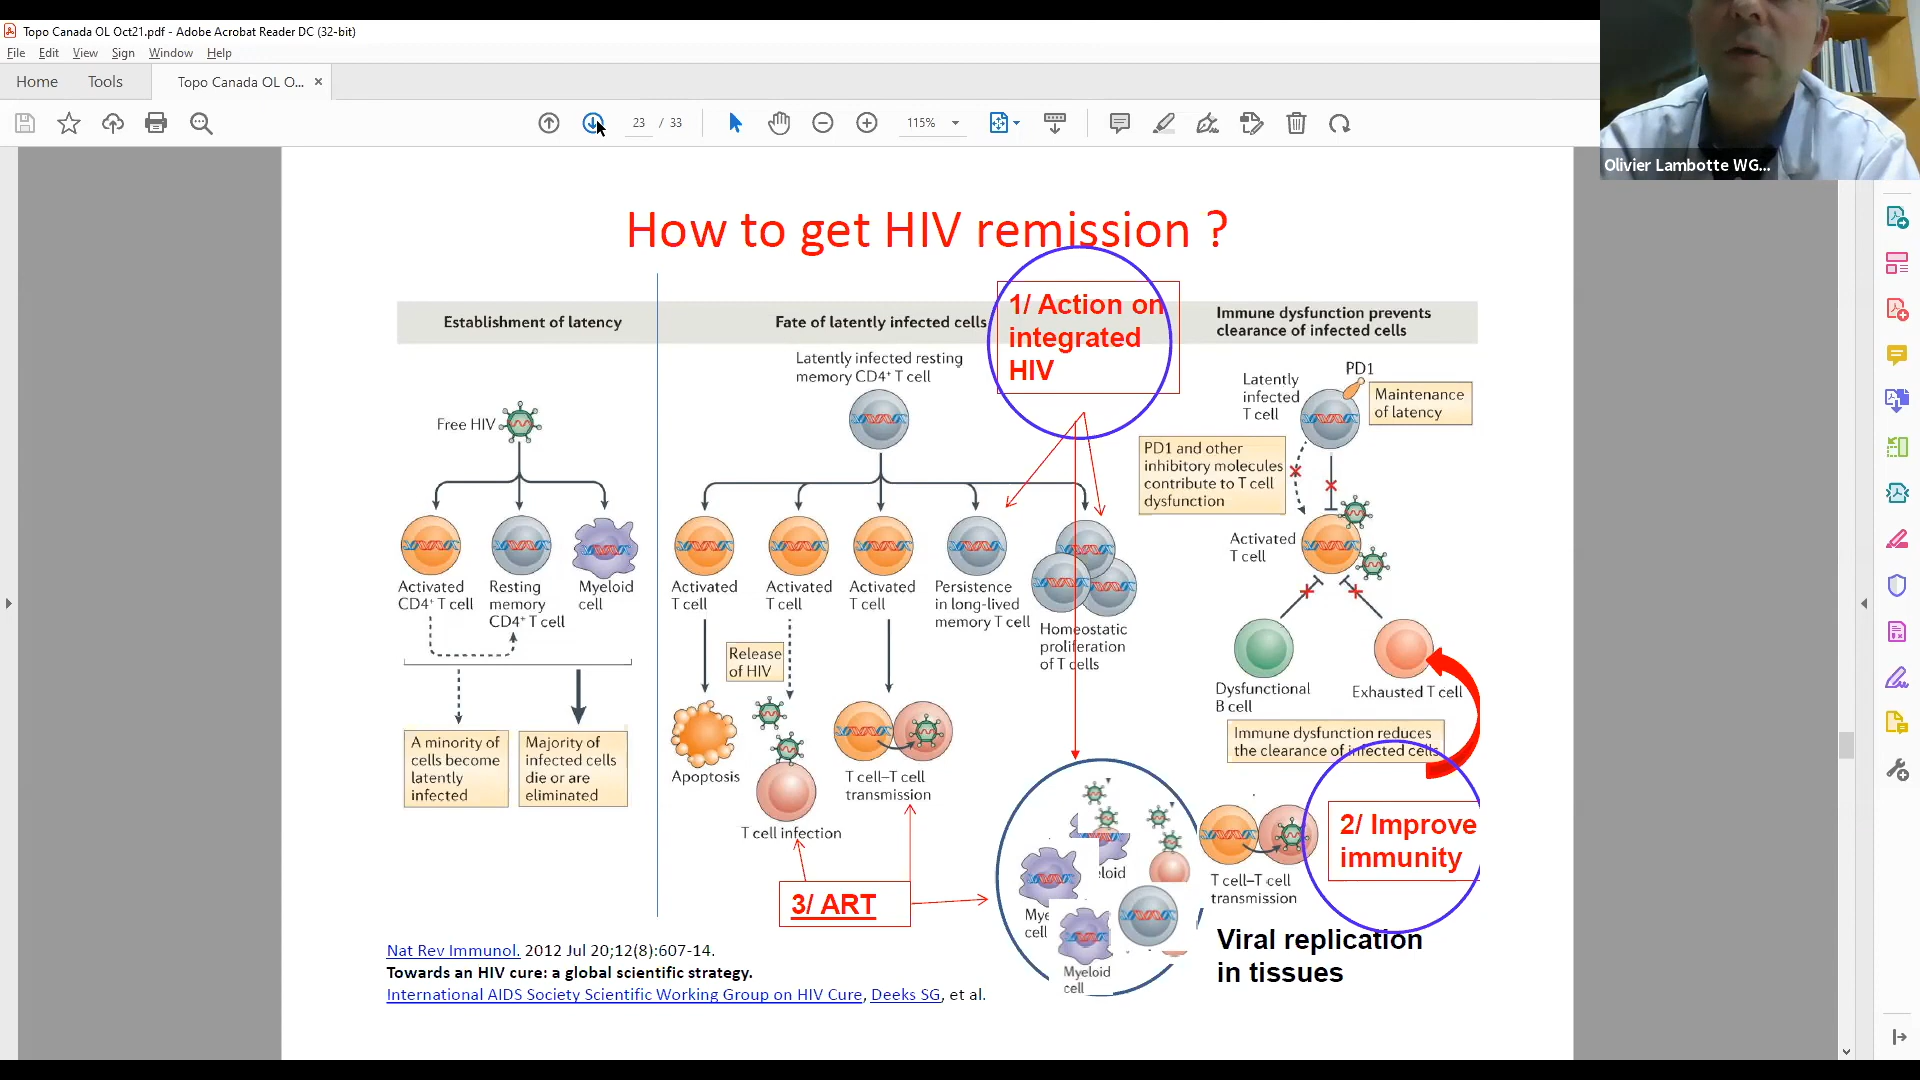 Topo Canada OL Oct21.pdf - Adobe Acrobat Reader DC (32-bit)
File Edit View Sign Window Help
Home Tools Topo Canada OL O... ×
23 / 33 115%
Olivier Lambotte WG...
How to get HIV remission ?
Establishment of latency
Fate of latently infected cells
1/ Action on
integrated
HIV
Immune dysfunction prevents
clearance of infected cells
Free HIV
Activated
CD4+ T cell
Resting
memory
CD4+ T cell
Myeloid
cell
A minority of
cells become
latently
infected
Majority of
infected cells
die or are
eliminated
Latently infected resting
memory CD4+ T cell
Activated
T cell
Activated
T cell
Activated
T cell
Persistence
in long-lived
memory T cell
Homeostatic
proliferation
of T cells
Release
of HIV
Apoptosis
T cell infection
T cell–T cell
transmission
3/ ART
Latently
infected
T cell
PD1
Maintenance
of latency
PD1 and other
inhibitory molecules
contribute to T cell
dysfunction
Activated
T cell
Dysfunctional
B cell
Exhausted T cell
Immune dysfunction reduces
the clearance of infected cells
2/ Improve
immunity
eloid
Mye
cell
Myeloid
cell
T cell–T cell
transmission
Viral replication
in tissues
Nat Rev Immunol. 2012 Jul 20;12(8):607-14.
Towards an HIV cure: a global scientific strategy.
International AIDS Society Scientific Working Group on HIV Cure, Deeks SG, et al.